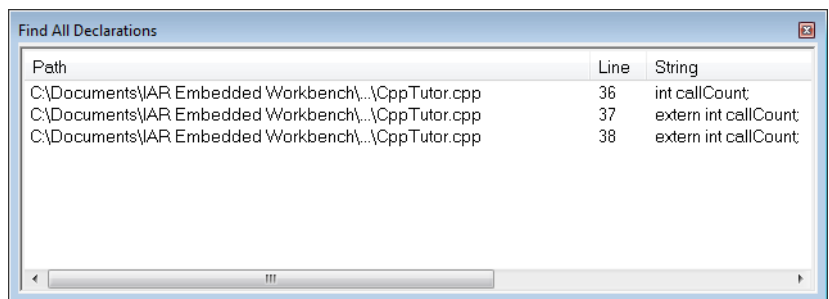 Find All Declarations
Path Line String
C:\Documents\IAR Embedded Workbench\...\CppTutor.cpp 36 int callCount;
C:\Documents\IAR Embedded Workbench\...\CppTutor.cpp 37 extern int callCount;
C:\Documents\IAR Embedded Workbench\...\CppTutor.cpp 38 extern int callCount;